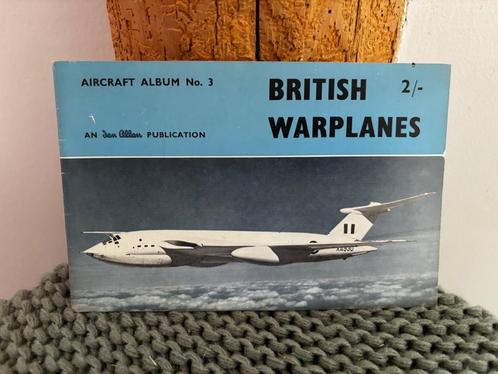 AIRCRAFT ALBUM No. 3
AN Ian Allan PUBLICATION
BRITISH 2/-
WARPLANES